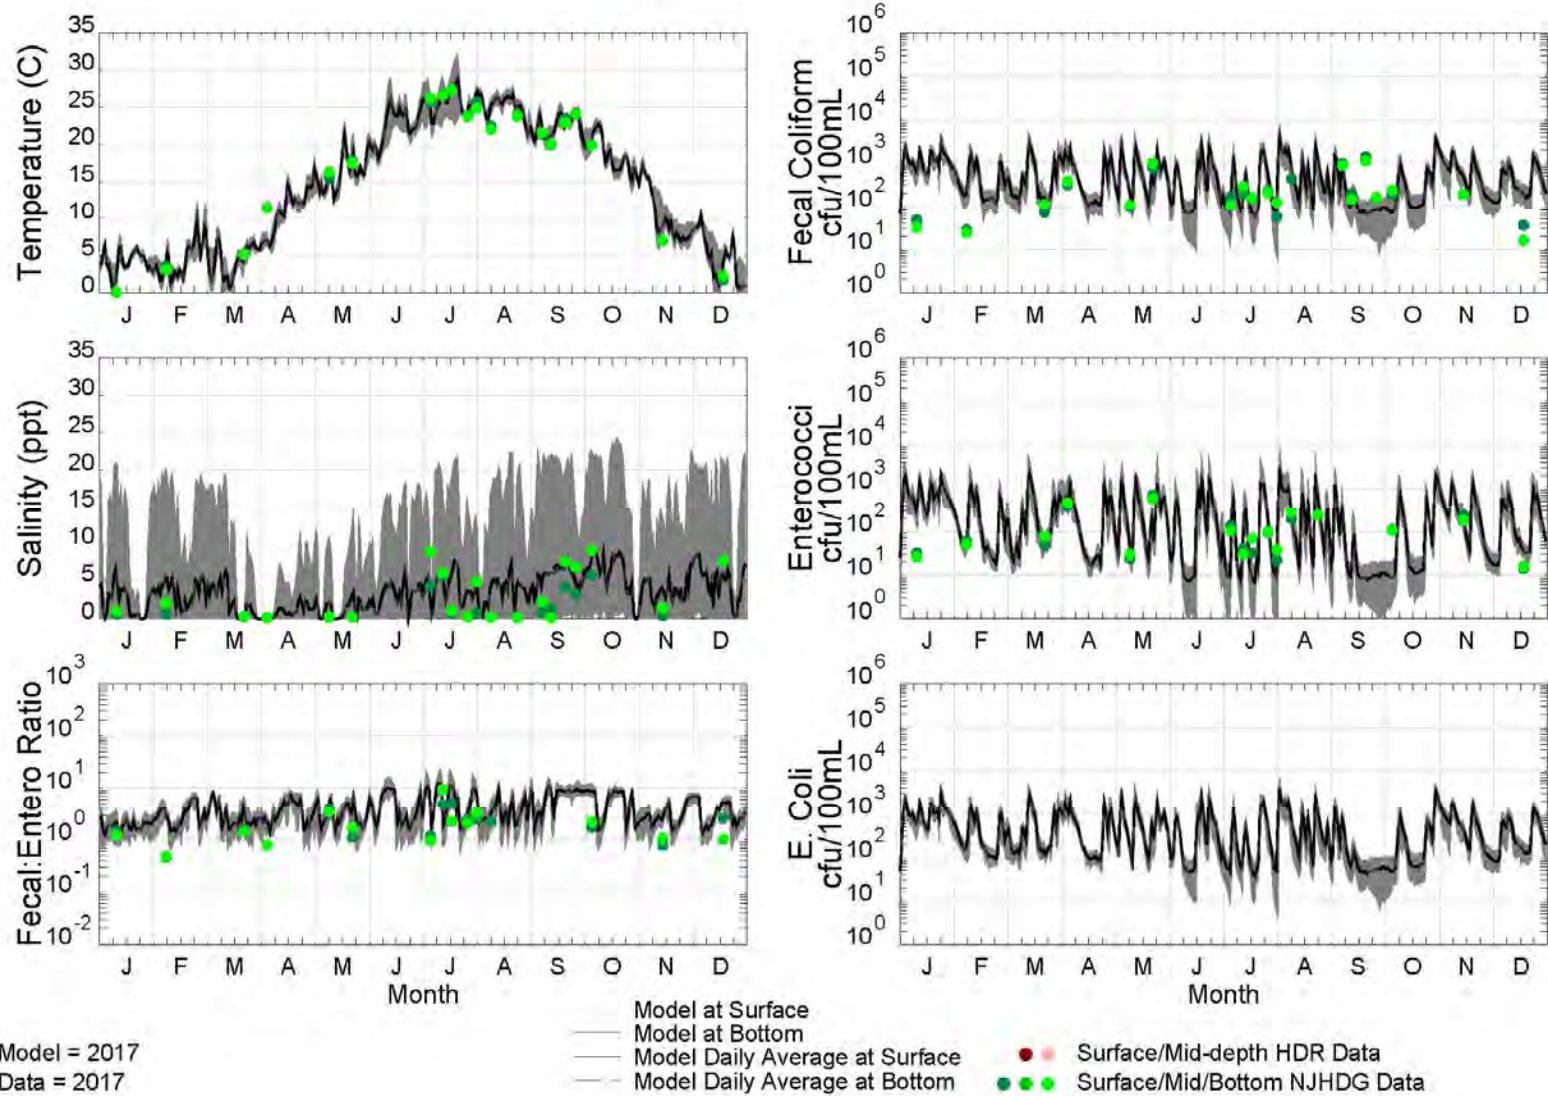 Temperature (C)
35
30
25
20
15
10
5
0
J F M A M J J A S O N D
Fecal Coliform
cfu/100mL
10^6
10^5
10^4
10^3
10^2
10^1
10^0
J F M A M J J A S O N D
Salinity (ppt)
35
30
25
20
15
10
5
0
J F M A M J J A S O N D
Enterococci
cfu/100mL
10^6
10^5
10^4
10^3
10^2
10^1
10^0
J F M A M J J A S O N D
Fecal:Entero Ratio
10^3
10^2
10^1
10^0
10^-1
10^-2
J F M A M J J A S O N D
Month
E. Coli
cfu/100mL
10^6
10^5
10^4
10^3
10^2
10^1
10^0
J F M A M J J A S O N D
Month
Model = 2017
Data = 2017
Model at Surface
Model at Bottom
Model Daily Average at Surface
Model Daily Average at Bottom
Surface/Mid-depth HDR Data
Surface/Mid/Bottom NJHDG Data